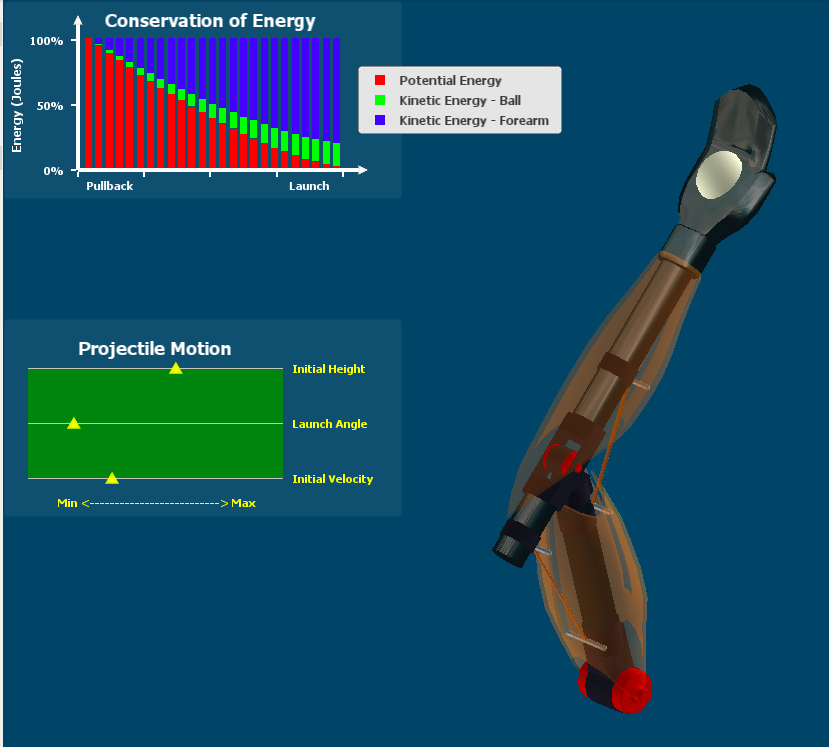 Conservation of Energy
Energy (Joules)
100%
50%
0%
Pullback
Launch
Potential Energy
Kinetic Energy - Ball
Kinetic Energy - Forearm
Projectile Motion
Initial Height
Launch Angle
Initial Velocity
Min <--------------------------> Max